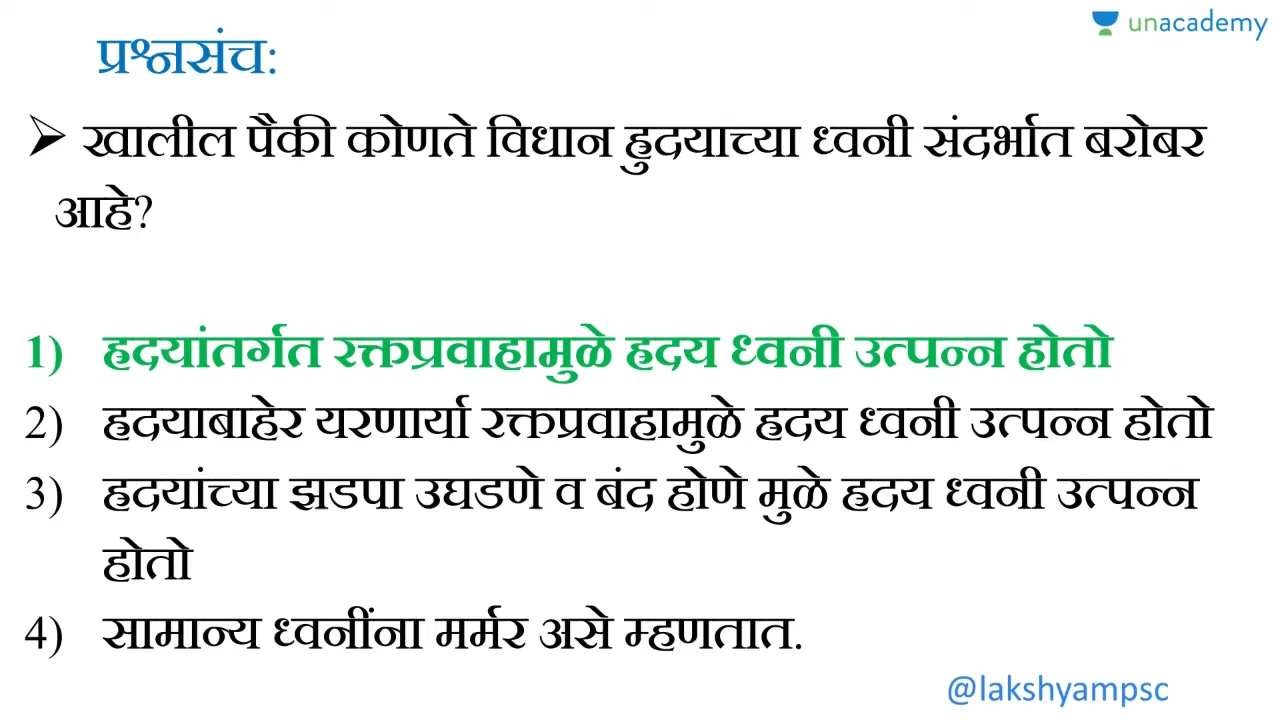 unacademy
प्रश्नसंच:
➢ खालील पैकी कोणते विधान हुदयाच्या ध्वनी संदर्भात बरोबर
आहे?
1) हृदयांतर्गत रक्तप्रवाहामुळे हृदय ध्वनी उत्पन्न होतो
2) हृदयाबाहेर यरणार्या रक्तप्रवाहामुळे हृदय ध्वनी उत्पन्न होतो
3) हृदयांच्या झडपा उघडणे व बंद होणे मुळे हृदय ध्वनी उत्पन्न
होतो
4) सामान्य ध्वनींना मर्मर असे म्हणतात.
@lakshyampsc